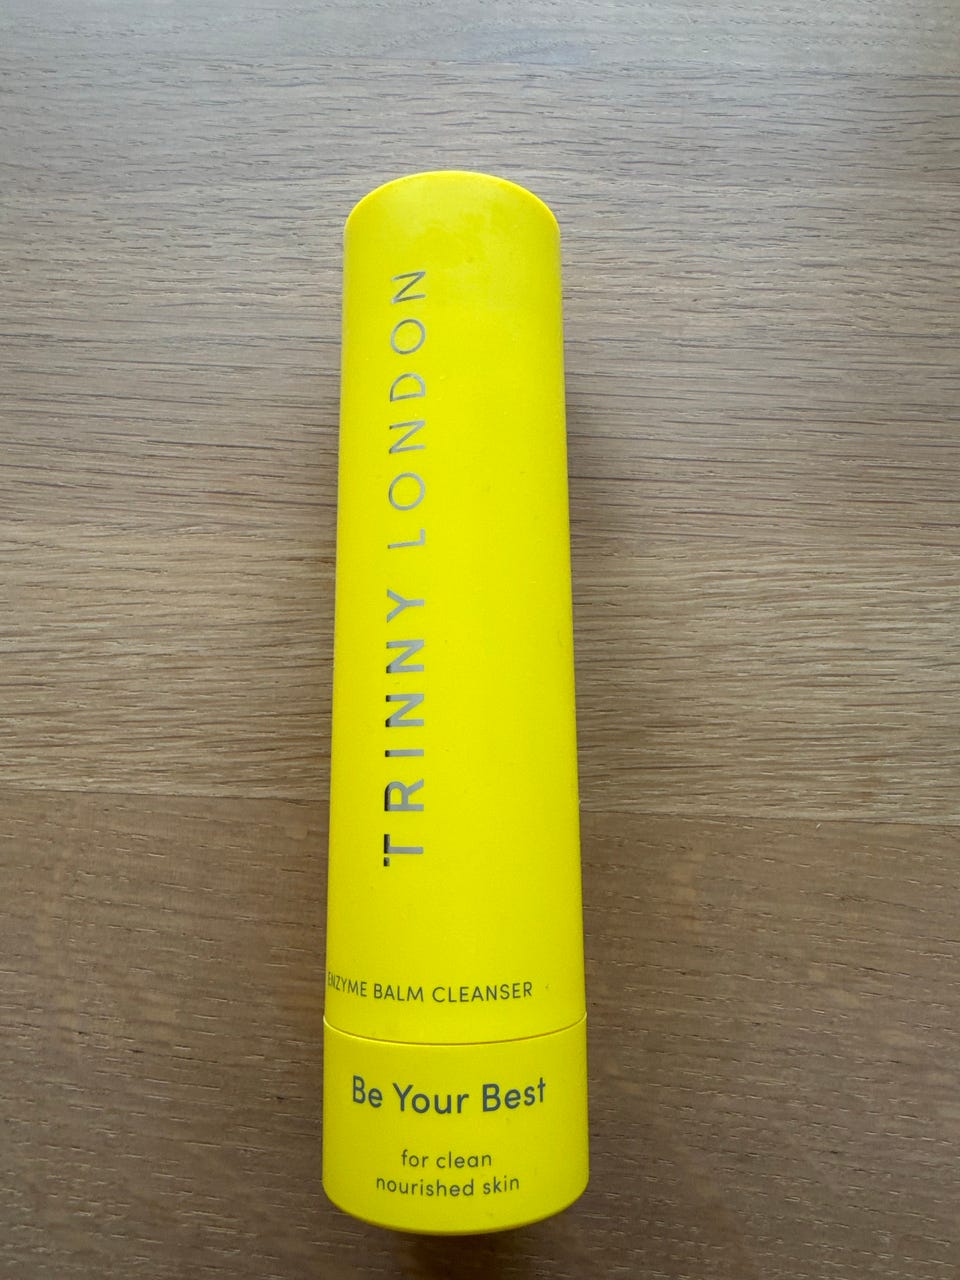 TRINNY LONDON
ENZYME BALM CLEANSER
Be Your Best
for clean
nourished skin